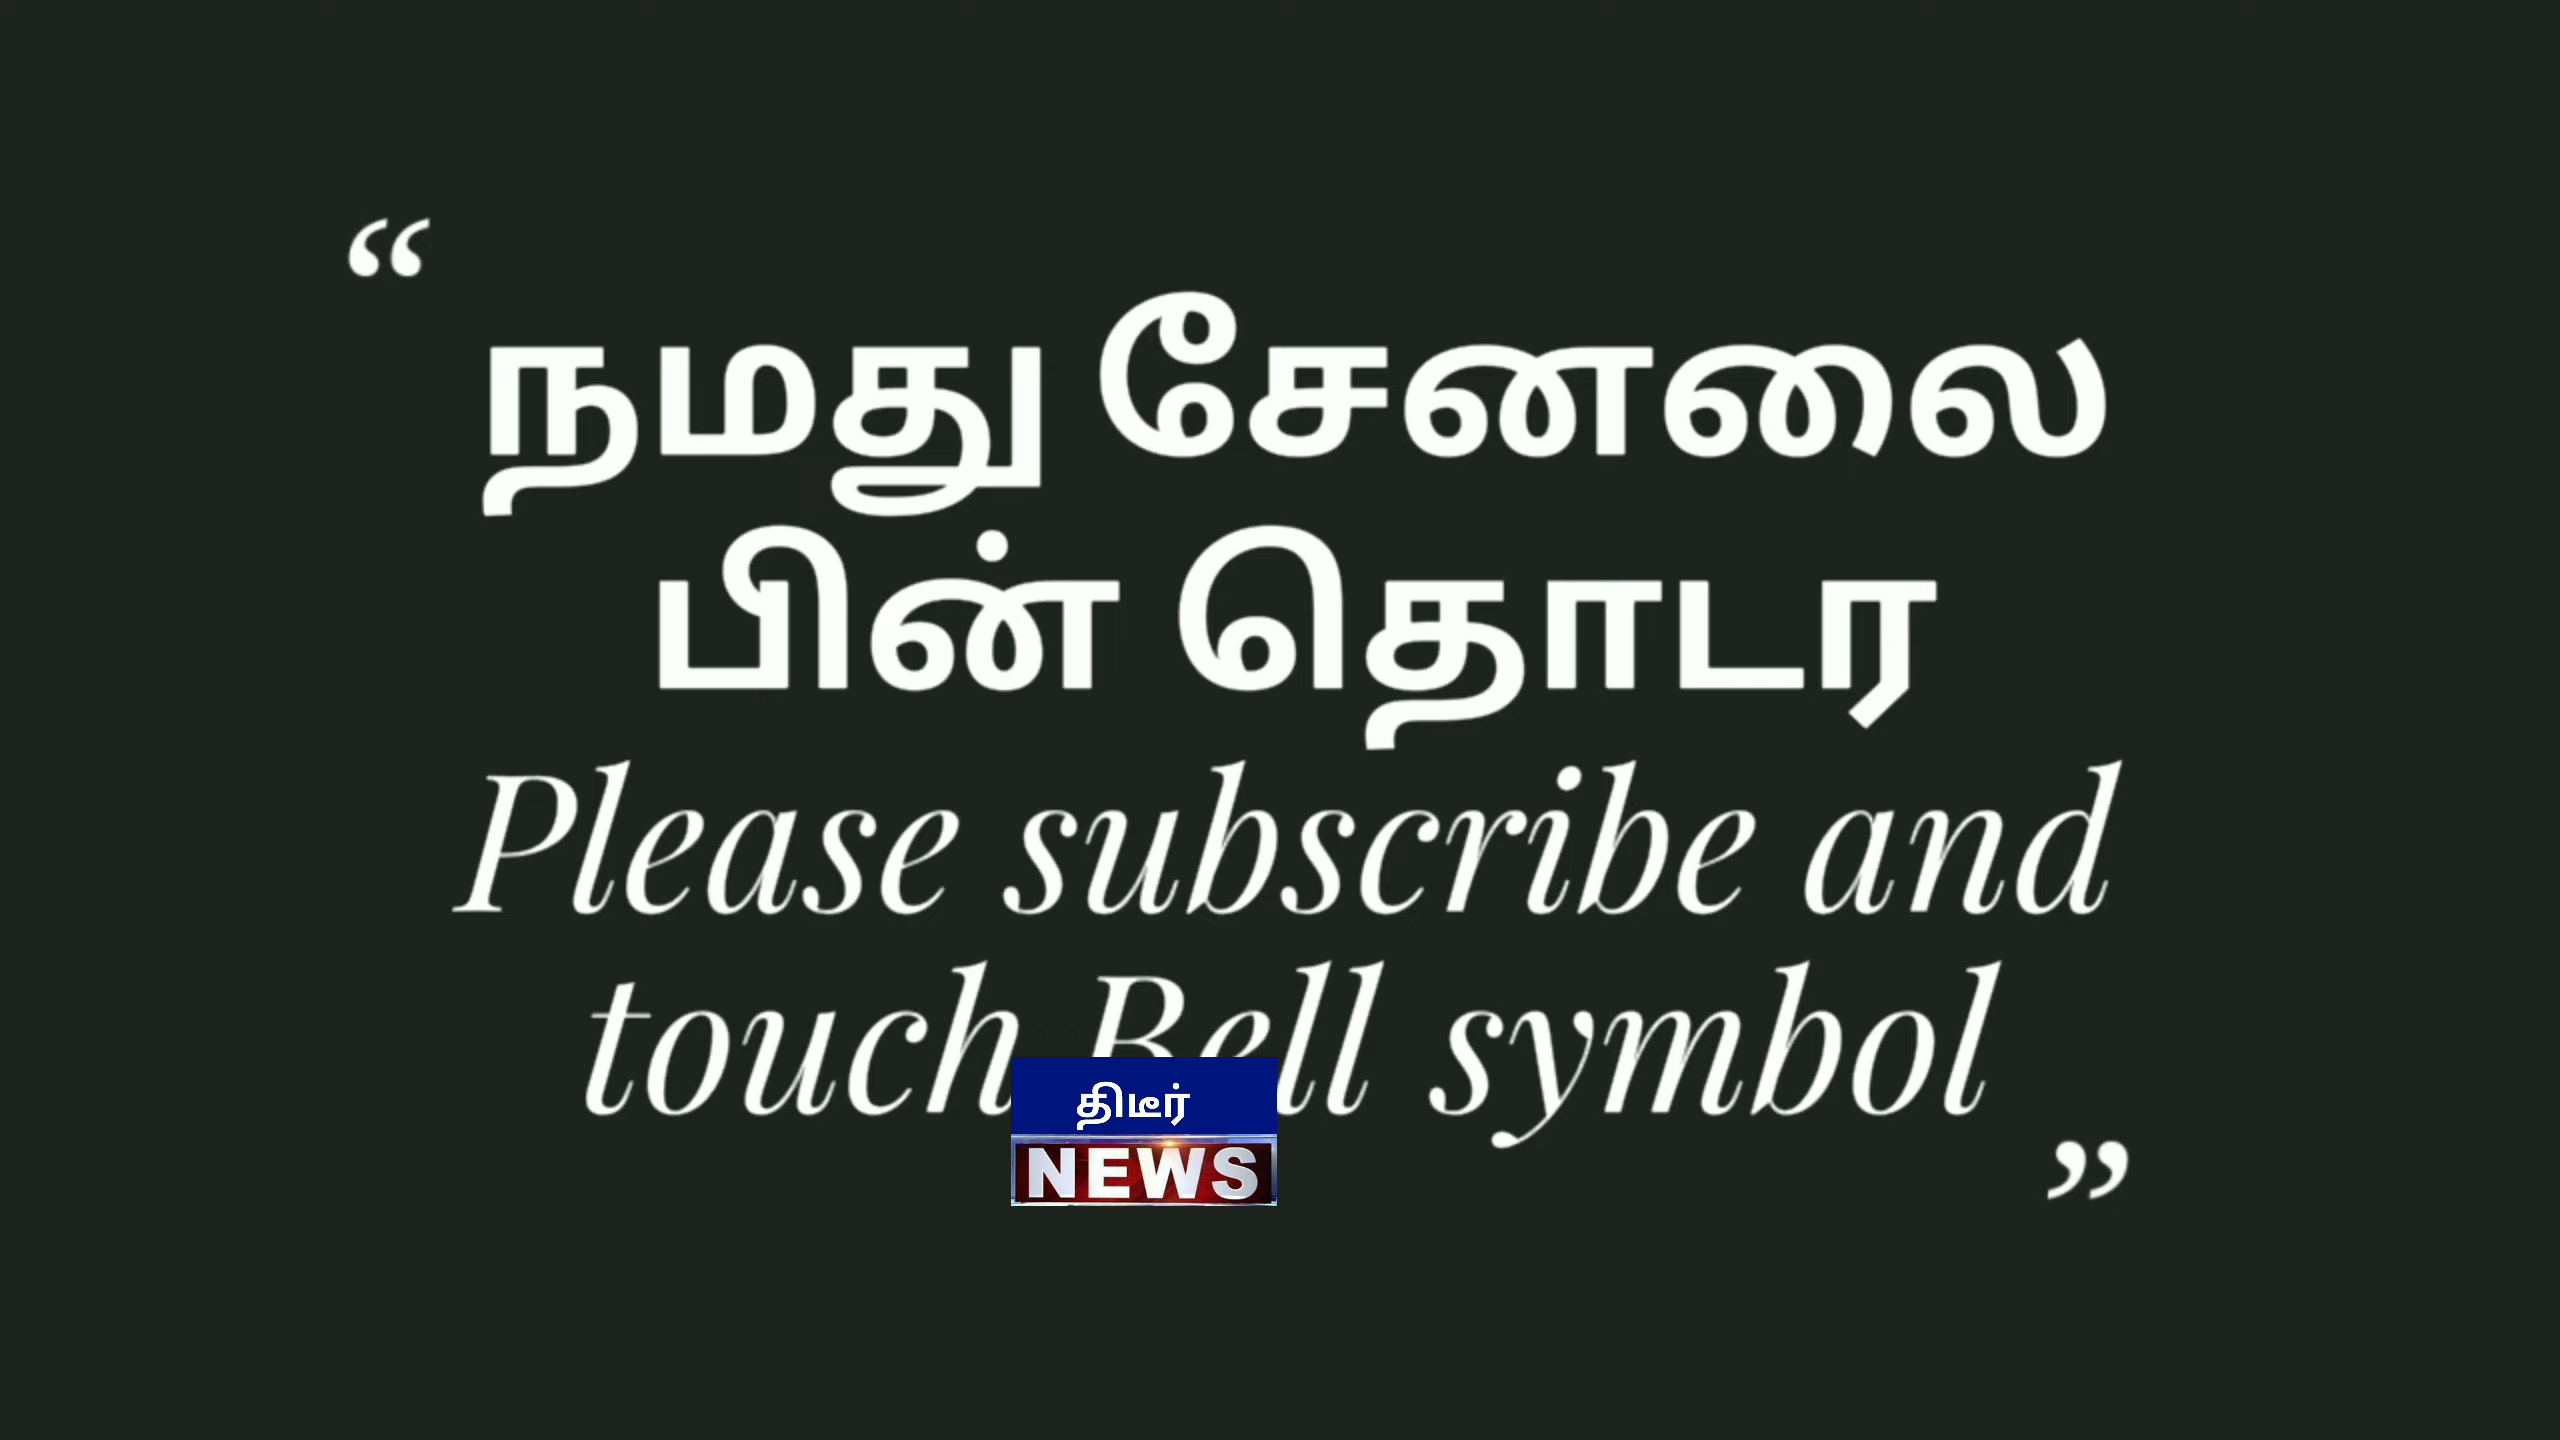 “
நமது சேனலை
பின் தொடர
Please subscribe and
touch Bell symbol
”
திடீர்
NEWS